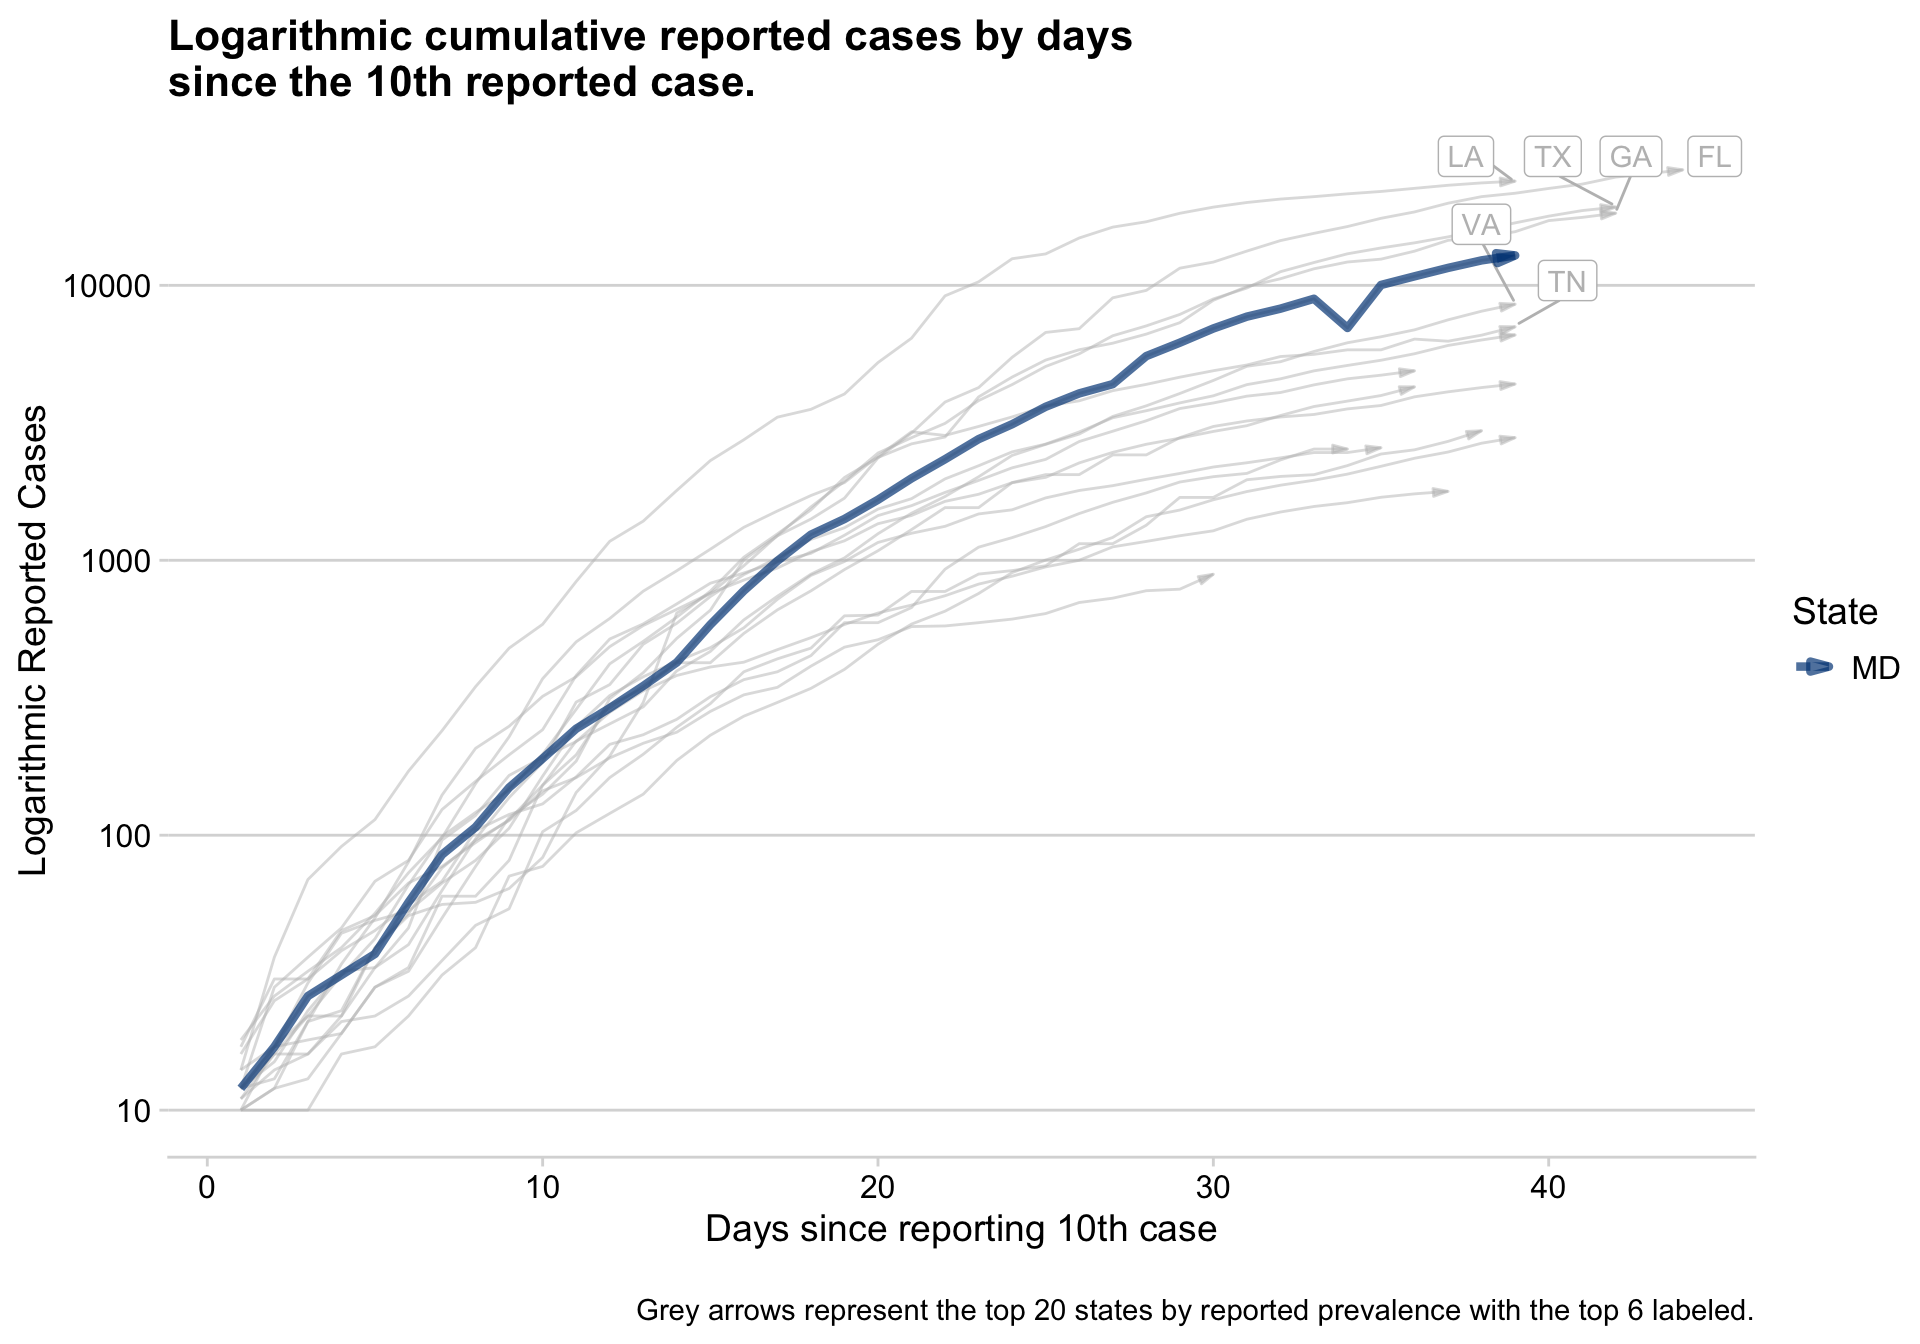 Logarithmic cumulative reported cases by days
since the 10th reported case.
LA
TX
GA
FL
VA
TN
10000
1000
100
10
Logarithmic Reported Cases
State
MD
0
10
20
30
40
Days since reporting 10th case
Grey arrows represent the top 20 states by reported prevalence with the top 6 labeled.